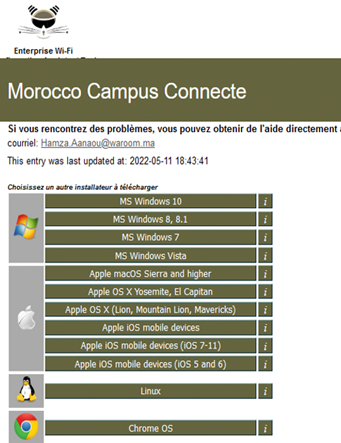 Enterprise Wi-Fi
Morocco Campus Connecte
Si vous rencontrez des problèmes, vous pouvez obtenir de l'aide directement
courriel: Hamza.Aanaou@waroom.ma
This entry was last updated at: 2022-05-11 18:43:41
Choisissez un autre installateur à télécharger
MS Windows 10 i
MS Windows 8, 8.1 i
MS Windows 7 i
MS Windows Vista i
Apple macOS Sierra and higher i
Apple OS X Yosemite, El Capitan i
Apple OS X (Lion, Mountain Lion, Mavericks) i
Apple iOS mobile devices i
Apple iOS mobile devices (iOS 7-11) i
Apple iOS mobile devices (iOS 5 and 6) i
Linux i
Chrome OS i